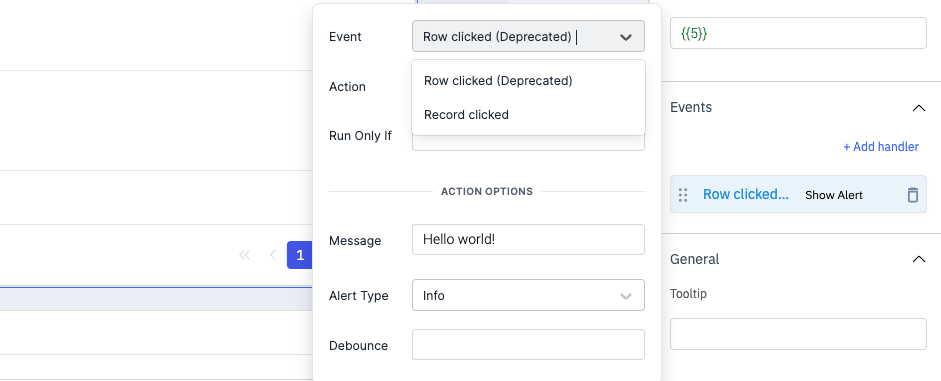 Event
Row clicked (Deprecated)
Row clicked (Deprecated)
Record clicked
Action
Run Only If
ACTION OPTIONS
Message
Hello world!
Alert Type
Info
Debounce
1
{{5}}
Events
+ Add handler
Row clicked... Show Alert
General
Tooltip